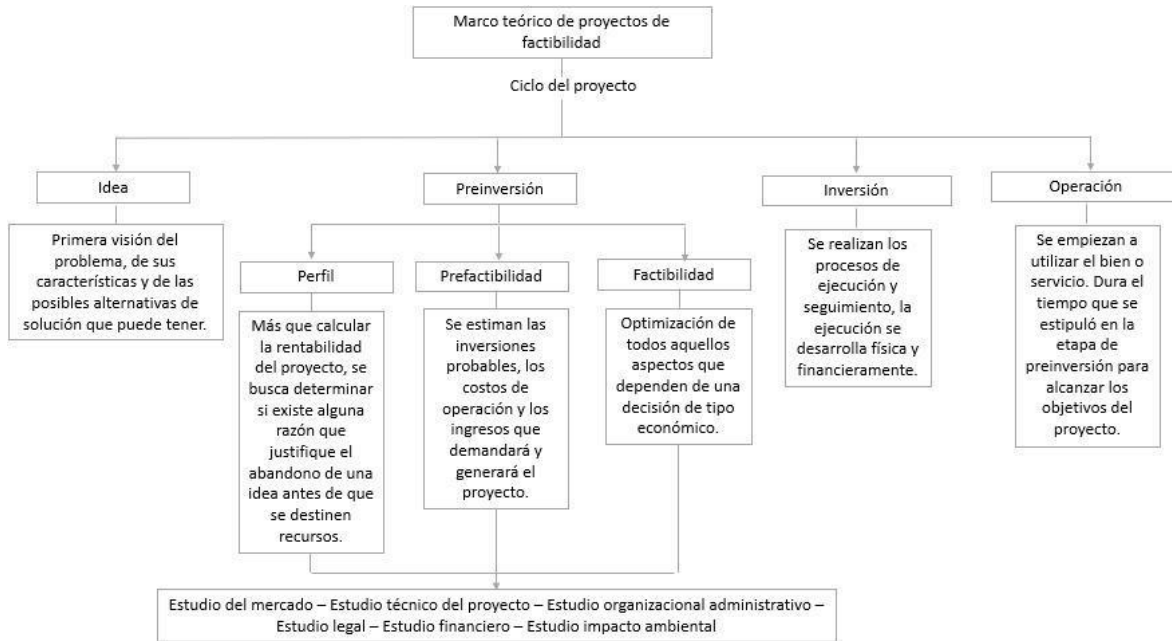 Marco teórico de proyectos de
factibilidad
Ciclo del proyecto
Idea
Preinversión
Inversión
Operación
Primera visión del
problema, de sus
características y de las
posibles alternativas de
solución que puede tener.
Perfil
Prefactibilidad
Factibilidad
Más que calcular
la rentabilidad
del proyecto, se
busca determinar
si existe alguna
razón que
justifique el
abandono de una
idea antes de que
se destinen
recursos.
Se estiman las
inversiones
probables, los
costos de
operación y los
ingresos que
demandará y
generará el
proyecto.
Optimización de
todos aquellos
aspectos que
dependen de una
decisión de tipo
económico.
Se realizan los
procesos de
ejecución y
seguimiento, la
ejecución se
desarrolla física y
financieramente.
Se empiezan a
utilizar el bien o
servicio. Dura el
tiempo que se
estipuló en la
etapa de
preinversión para
alcanzar los
objetivos del
proyecto.
Estudio del mercado – Estudio técnico del proyecto – Estudio organizacional administrativo –
Estudio legal – Estudio financiero – Estudio impacto ambiental